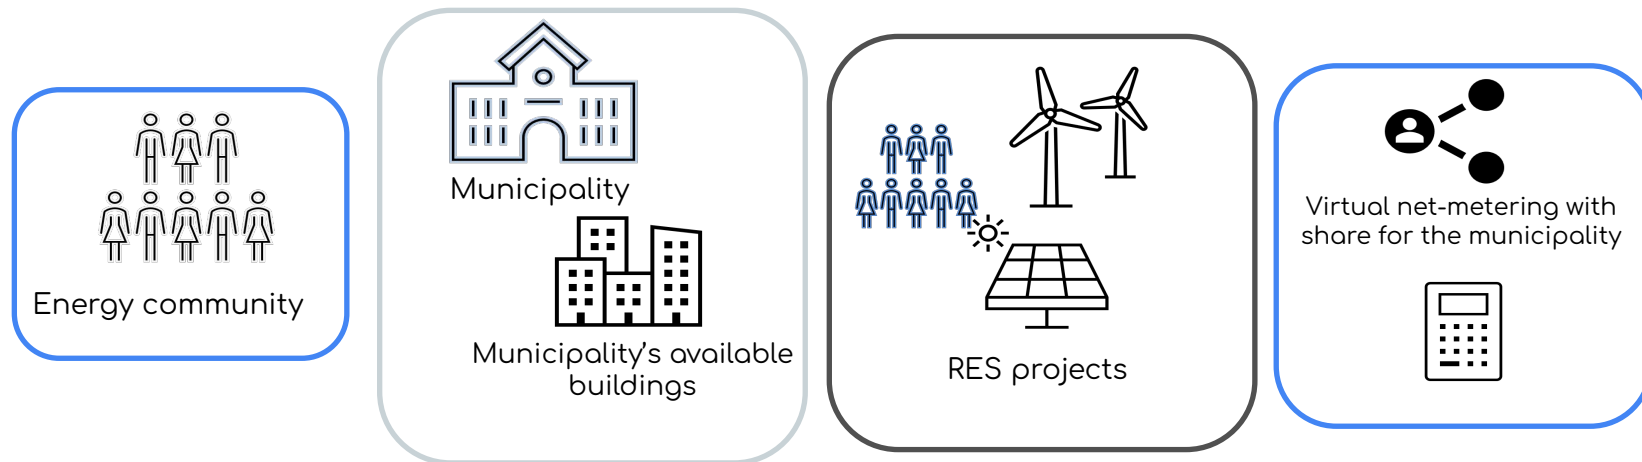 Energy community
Municipality
Municipality's available
buildings
RES projects
Virtual net-metering with
share for the municipality